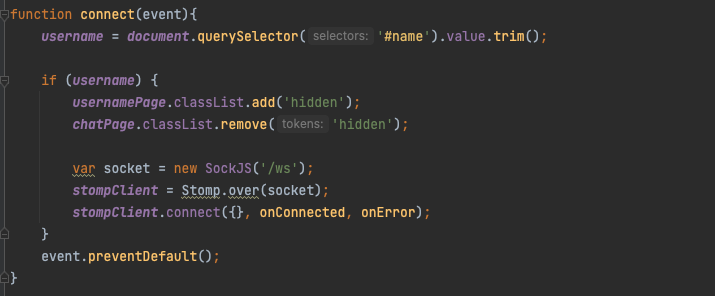 function connect(event){
username = document.querySelector( selectors: '#name').value.trim();
if (username) {
usernamePage.classList.add('hidden');
chatPage.classList.remove( tokens: 'hidden');
var socket = new SockJS('/ws');
stompClient = Stomp.over(socket);
stompClient.connect({}, onConnected, onError);
}
event.preventDefault();
}